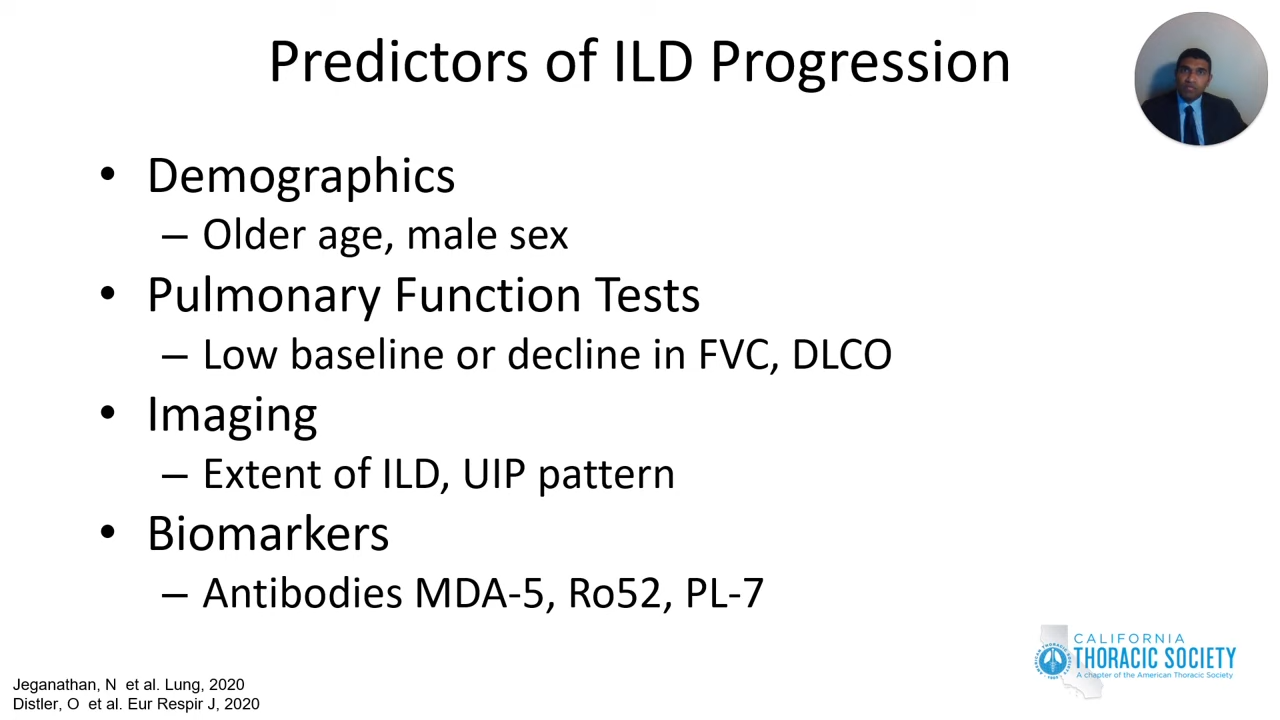 Predictors of ILD Progression
• Demographics
– Older age, male sex
• Pulmonary Function Tests
– Low baseline or decline in FVC, DLCO
• Imaging
– Extent of ILD, UIP pattern
• Biomarkers
– Antibodies MDA-5, Ro52, PL-7
CALIFORNIA
THORACIC SOCIETY
A chapter of the American Thoracic Society
Jeganathan, N et al. Lung, 2020
Distler, O et al. Eur Respir J, 2020